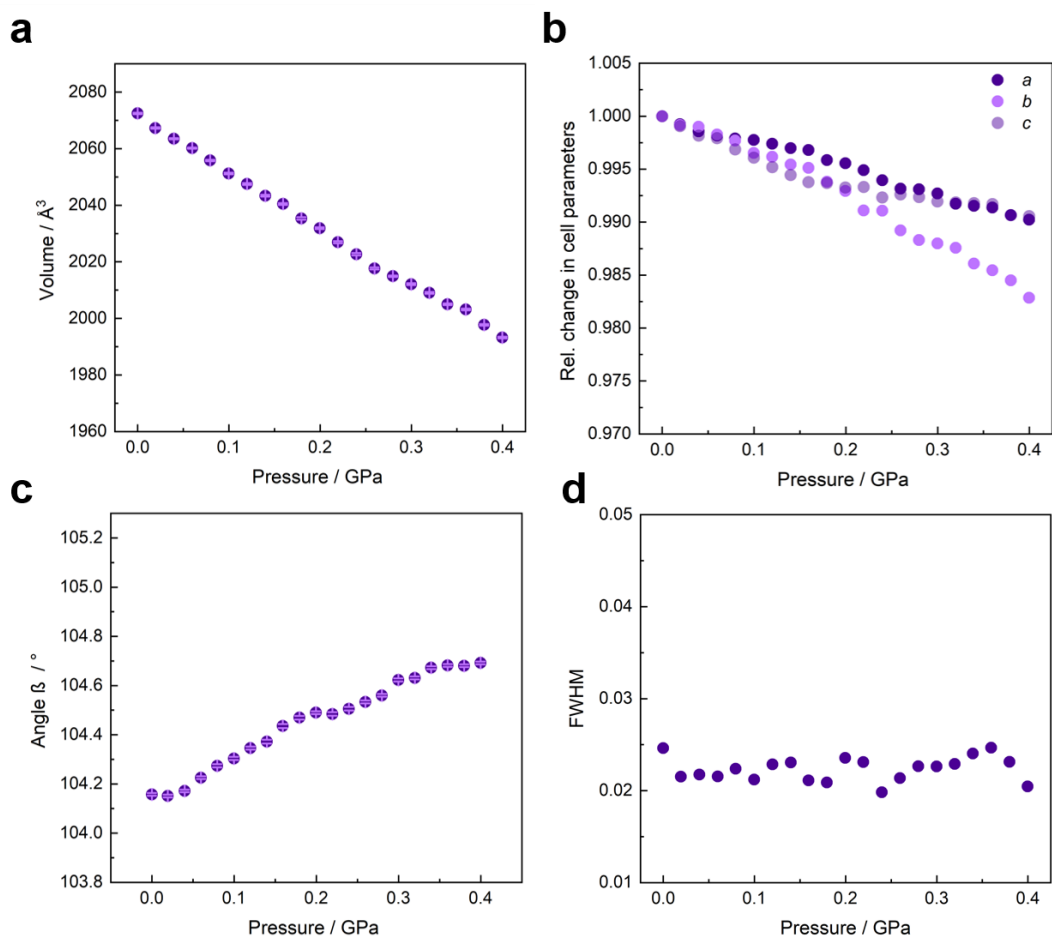 a
2080
2060
2040
2020
2000
1980
1960
Volume / Å³
0.0 0.1 0.2 0.3 0.4
Pressure / GPa
b
1.005
1.000
0.995
0.990
0.985
0.980
0.975
0.970
Rel. change in cell parameters
a
b
c
0.0 0.1 0.2 0.3 0.4
Pressure / GPa
c
105.2
105.0
104.8
104.6
104.4
104.2
104.0
103.8
Angle ß / °
0.0 0.1 0.2 0.3 0.4
Pressure / GPa
d
0.05
0.04
0.03
0.02
0.01
FWHM
0.0 0.1 0.2 0.3 0.4
Pressure / GPa